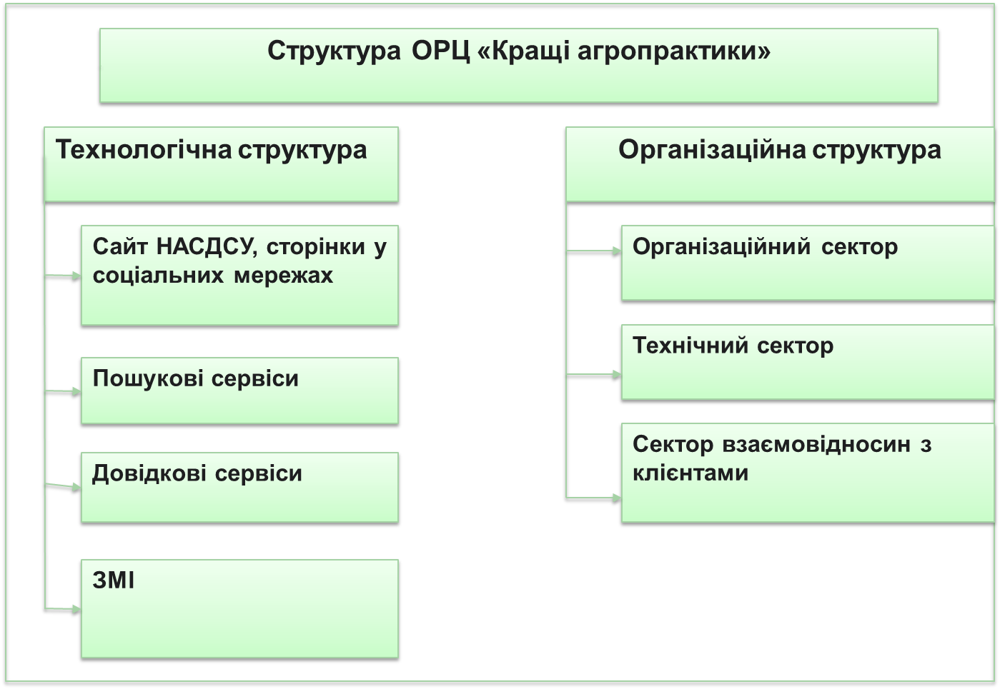 Структура ОРЦ «Кращі агропрактики»
Технологічна структура
Сайт НАСДСУ, сторінки у
соціальних мережах
Пошукові сервіси
Довідкові сервіси
ЗМІ
Організаційна структура
Організаційний сектор
Технічний сектор
Сектор взаємовідносин з
клієнтами